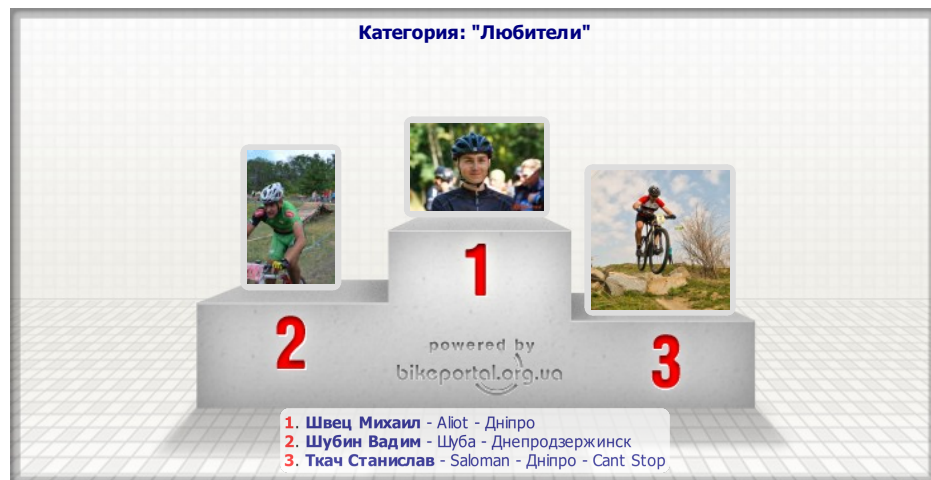 Категория: "Любители"
1
2
3
powered by
bikeportal.org.ua
1. Швец Михаил - Aliot - Дніпро
2. Шубин Вадим - Шуба - Днепродзержинск
3. Ткач Станислав - Saloman - Дніпро - Cant Stop